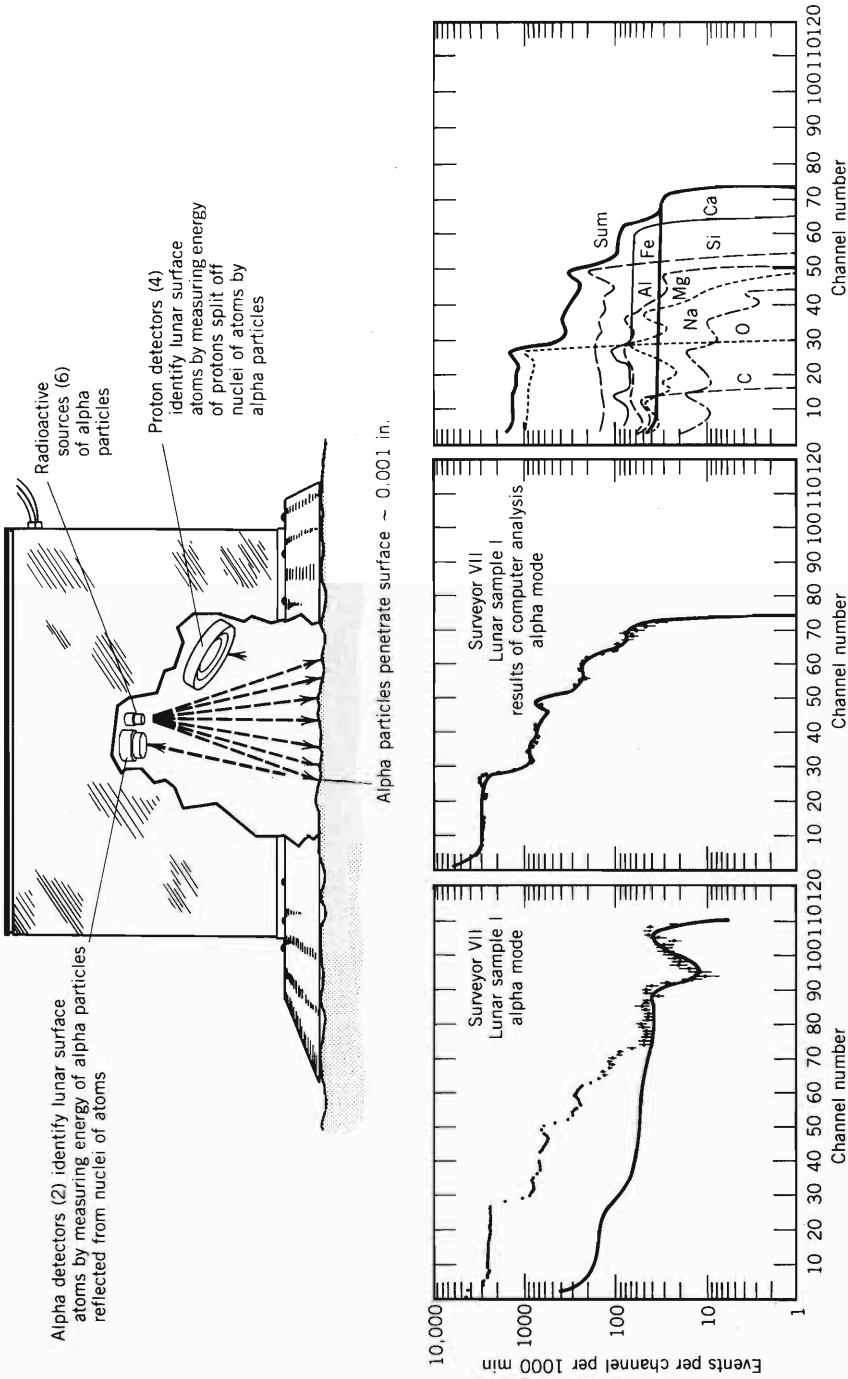 Alpha detectors (2) identify lunar surface
atoms by measuring energy of alpha particles
reflected from nuclei of atoms
Radioactive
sources (6)
of alpha
particles
Proton detectors (4)
identify lunar surface
atoms by measuring energy
of protons split off
nuclei of atoms by
alpha particles
Alpha particles penetrate surface ~ 0.001 in.
Events per channel per 1000 min
10,000
1000
100
10
1
Surveyor VII
Lunar sample I
alpha mode
10 20 30 40 50 60 70 80 90 100 110 120
Channel number
Surveyor VII
Lunar sample I
results of computer analysis
alpha mode
10 20 30 40 50 60 70 80 90 100 110 120
Channel number
Sum
Fe
Ca
Al
Si
Mg
Na
O
C
10 20 30 40 50 60 70 80 90 100 110 120
Channel number